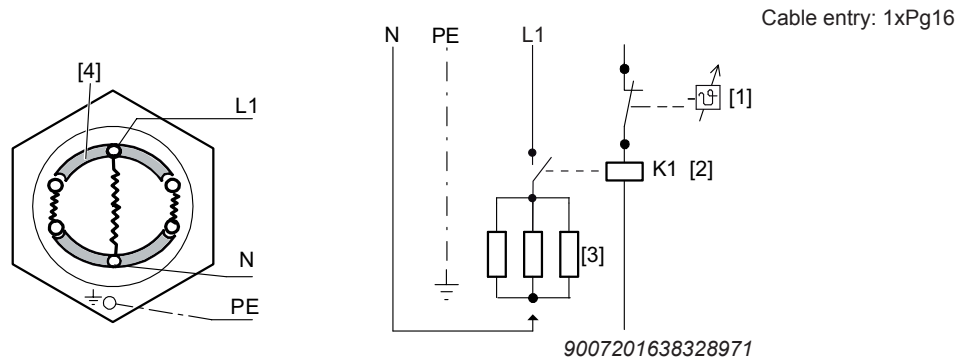 Cable entry: 1xPg16
[4]
L1
N
PE
N
PE
L1
ϑ
[1]
K1 [2]
[3]
9007201638328971